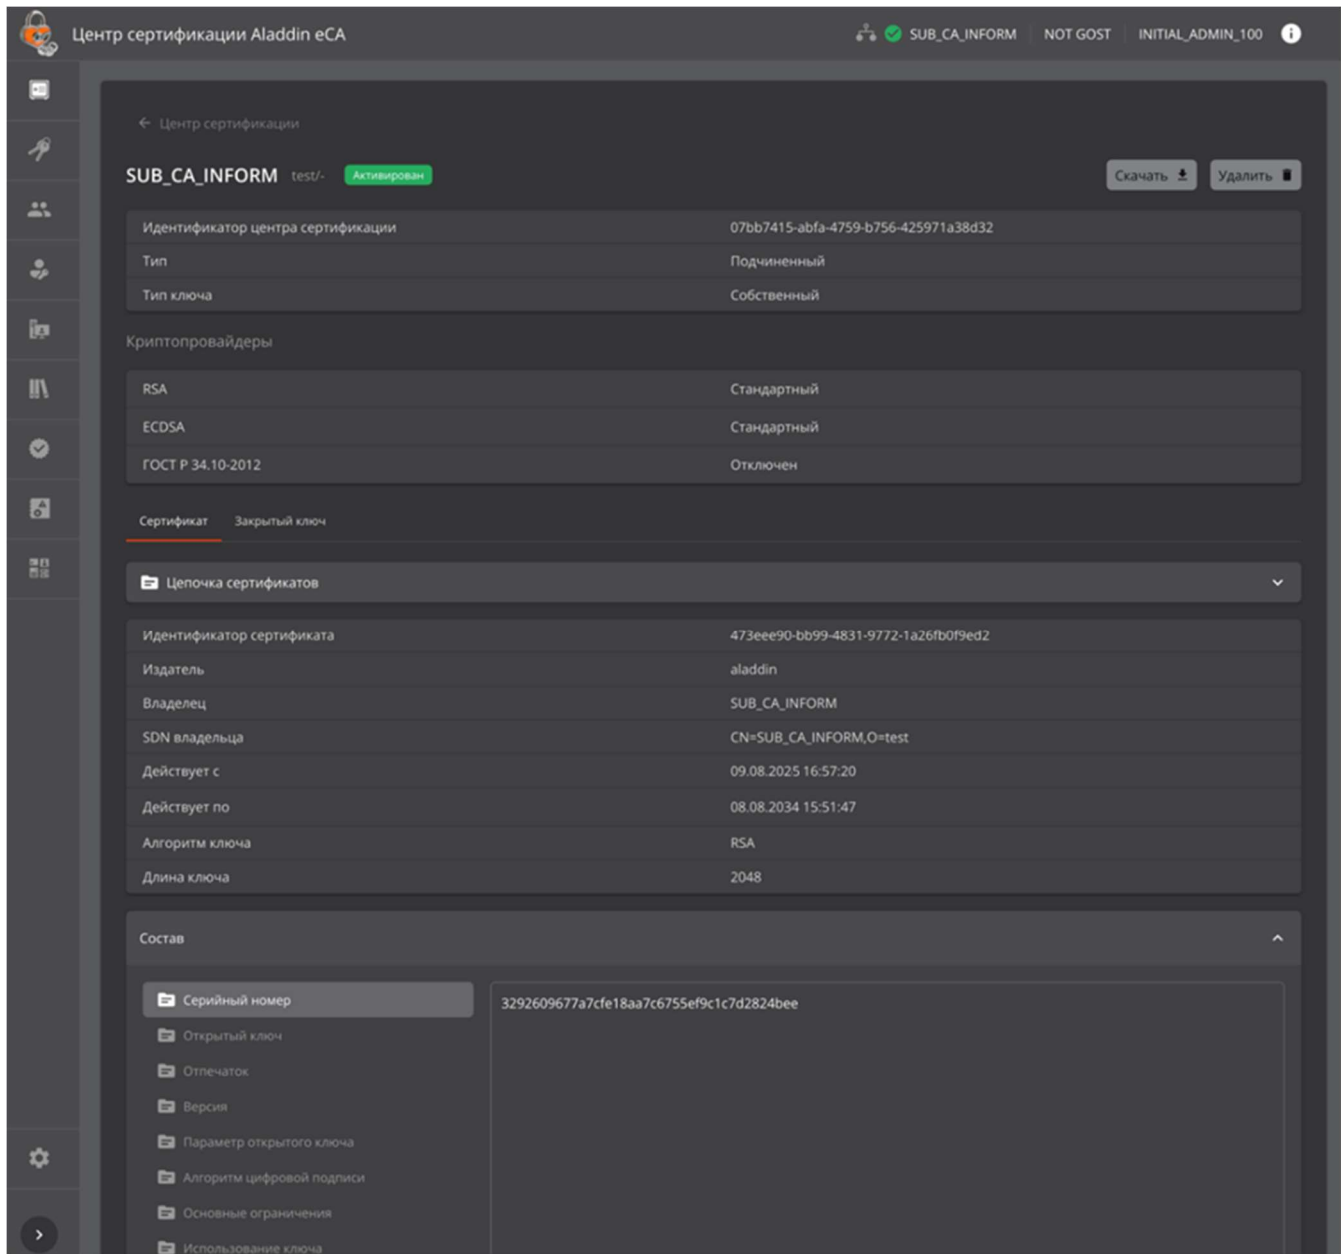 Центр сертификации Aladdin eCA SUB_CA_INFORM NOT GOST INITIAL_ADMIN_100
← Центр сертификации
SUB_CA_INFORM test/- Активирован Скачать Удалить
Идентификатор центра сертификации 07bb7415-abfa-4759-b756-425971a38d32
Тип Подчиненный
Тип ключа Собственный
Криптопровайдеры
RSA Стандартный
ECDSA Стандартный
ГОСТ Р 34.10-2012 Отключен
Сертификат Закрытый ключ
Цепочка сертификатов
Идентификатор сертификата 473eee90-bb99-4831-9772-1a26fb0f9ed2
Издатель aladdin
Владелец SUB_CA_INFORM
SDN владельца CN=SUB_CA_INFORM,O=test
Действует с 09.08.2025 16:57:20
Действует по 08.08.2034 15:51:47
Алгоритм ключа RSA
Длина ключа 2048
Состав
Серийный номер 3292609677a7cfe18aa7c6755ef9c1c7d2824bee
Открытый ключ
Отпечаток
Версия
Параметр открытого ключа
Алгоритм цифровой подписи
Основные ограничения
Использование ключа